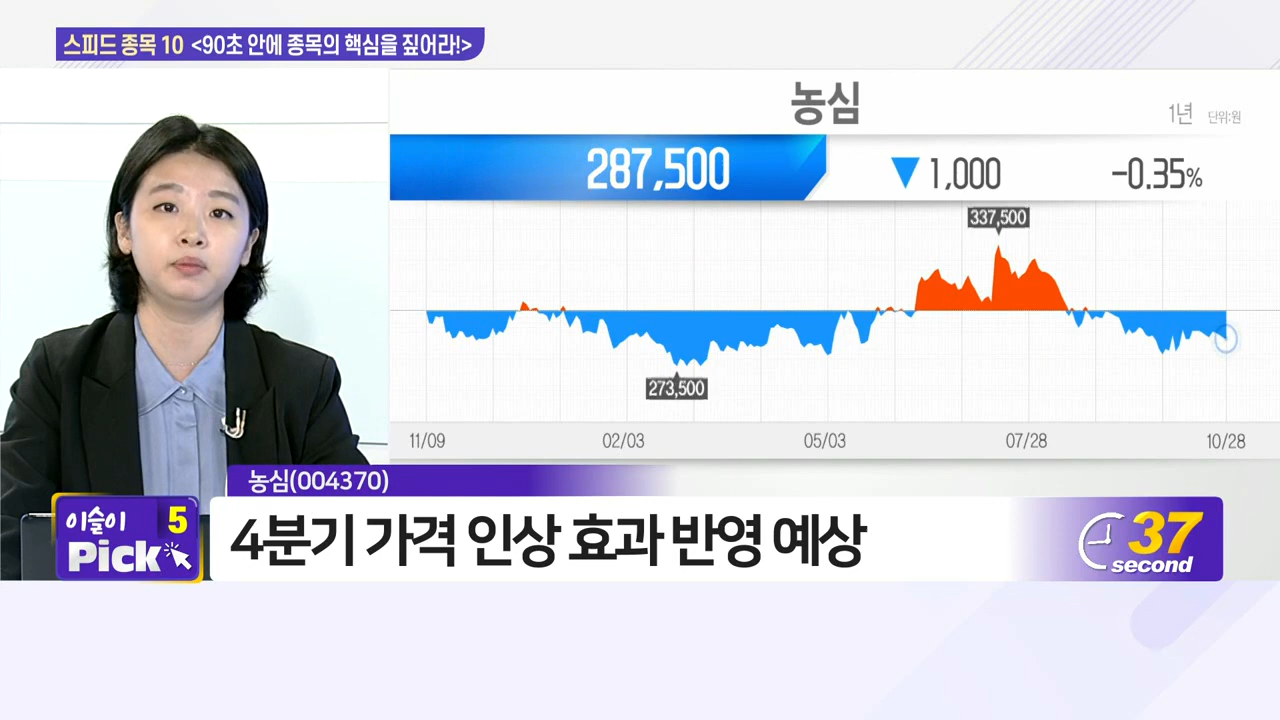 스피드 종목 10 <90초 안에 종목의 핵심을 짚어라!>
농심
1년 단위:원
287,500 ▼ 1,000 -0.35%
337,500
273,500
11/09 02/03 05/03 07/28 10/28
농심(004370)
이슬이 5
Pick
4분기 가격 인상 효과 반영 예상
37
second